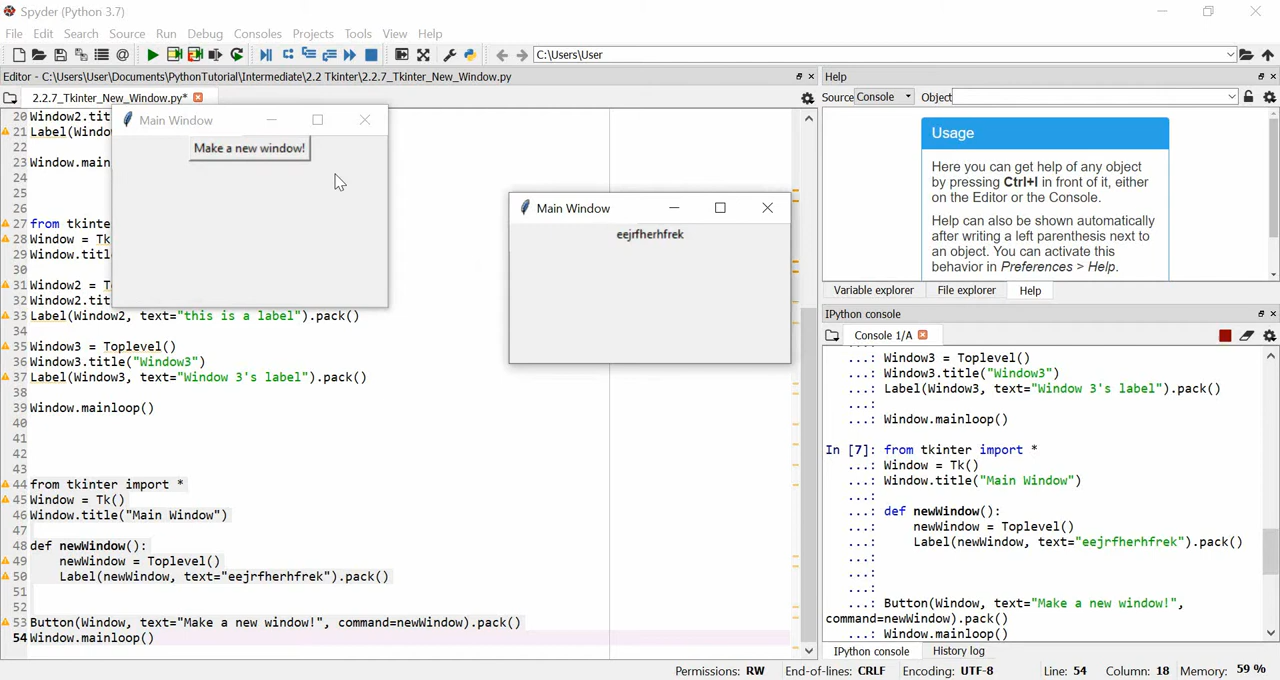 Spyder (Python 3.7)
File Edit Search Source Run Debug Consoles Projects Tools View Help
C:\Users\User
Editor - C:\Users\User\Documents\PythonTutorial\Intermediate\2.2 Tkinter\2.2.7_Tkinter_New_Window.py
2.2.7_Tkinter_New_Window.py*
20 Window2.tit
21 Label(Window
22
23 Window.main
24
25
26
27 from tkinte
28 Window = Tk
29 Window.titl
30
31 Window2 = T
32 Window2.tit
33 Label(Window2, text="this is a label").pack()
34
35 Window3 = Toplevel()
36 Window3.title("Window3")
37 Label(Window3, text="Window 3's label").pack()
38
39 Window.mainloop()
40
41
42
43
44 from tkinter import *
45 Window = Tk()
46 Window.title("Main Window")
47
48 def newWindow():
49 newWindow = Toplevel()
50 Label(newWindow, text="eejrfherhfrek").pack()
51
52
53 Button(Window, text="Make a new window!", command=newWindow).pack()
54 Window.mainloop()
Main Window
Make a new window!
Main Window
eejrfherhfrek
Help
Source Console Object
Usage
Here you can get help of any object
by pressing Ctrl+I in front of it, either
on the Editor or the Console.
Help can also be shown automatically
after writing a left parenthesis next to
an object. You can activate this
behavior in Preferences > Help.
Variable explorer File explorer Help
IPython console
Console 1/A
...:
...: Window3 = Toplevel()
...: Window3.title("Window3")
...: Label(Window3, text="Window 3's label").pack()
...:
...: Window.mainloop()
In [7]: from tkinter import *
...: Window = Tk()
...: Window.title("Main Window")
...:
...: def newWindow():
...: newWindow = Toplevel()
...: Label(newWindow, text="eejrfherhfrek").pack()
...:
...:
...:
...: Button(Window, text="Make a new window!",
command=newWindow).pack()
...: Window.mainloop()
IPython console History log
Permissions: RW End-of-lines: CRLF Encoding: UTF-8 Line: 54 Column: 18 Memory: 59 %